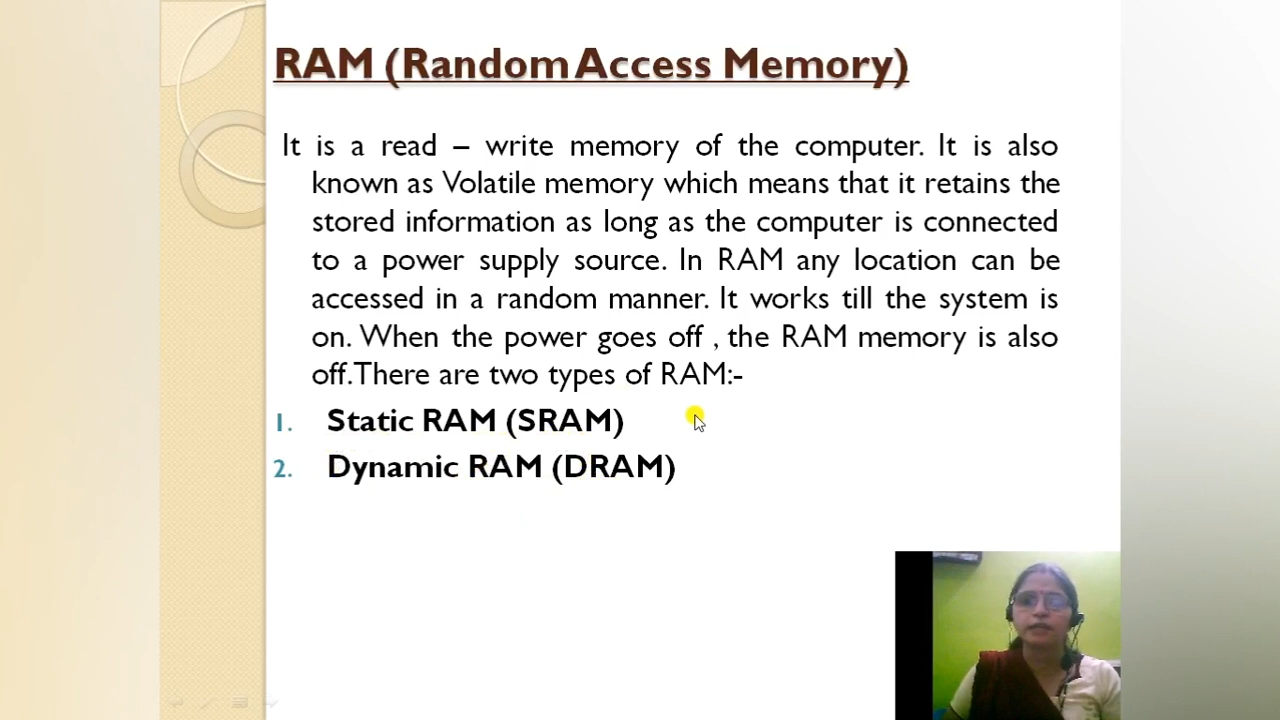 RAM (Random Access Memory)
It is a read – write memory of the computer. It is also
known as Volatile memory which means that it retains the
stored information as long as the computer is connected
to a power supply source. In RAM any location can be
accessed in a random manner. It works till the system is
on. When the power goes off , the RAM memory is also
off.There are two types of RAM:-
1. Static RAM (SRAM)
2. Dynamic RAM (DRAM)